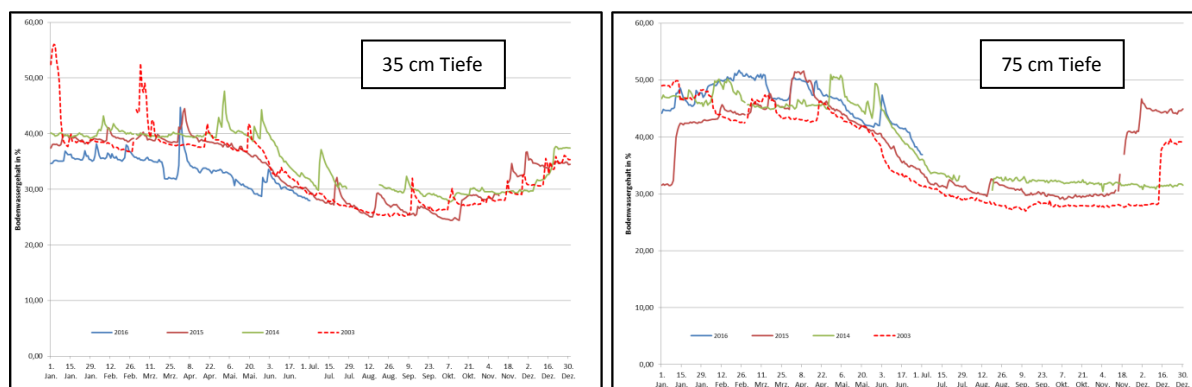 60,00
35 cm Tiefe
50,00
40,00
Bodenwassergehalt in %
30,00
20,00
10,00
2016
2015
2014
2003
0,00
1. 15. 29. 12. 26. 11. 25. 8. 22. 6. 20. 3. 17. 1. Jul. 15. 29. 12. 26. 9. 23. 7. 21. 4. 18. 2. 16. 30.
Jan. Jan. Jan. Feb. Feb. Mrz. Mrz. Apr. Apr. Mai. Mai. Jun. Jun. Jul. Jul. Aug. Aug. Sep. Sep. Okt. Okt. Nov. Nov. Dez. Dez. Dez.
60,00
75 cm Tiefe
50,00
40,00
Bodenwassergehalt in %
30,00
20,00
10,00
2016
2015
2014
2003
0,00
1. 15. 29. 12. 26. 11. 25. 8. 22. 6. 20. 3. 17. 1. Jul. 15. 29. 12. 26. 9. 23. 7. 21. 4. 18. 2. 16. 30.
Jan. Jan. Jan. Feb. Feb. Mrz. Mrz. Apr. Apr. Mai. Mai. Jun. Jun. Jul. Jul. Aug. Aug. Sep. Sep. Okt. Okt. Nov. Nov. Dez. Dez. Dez.